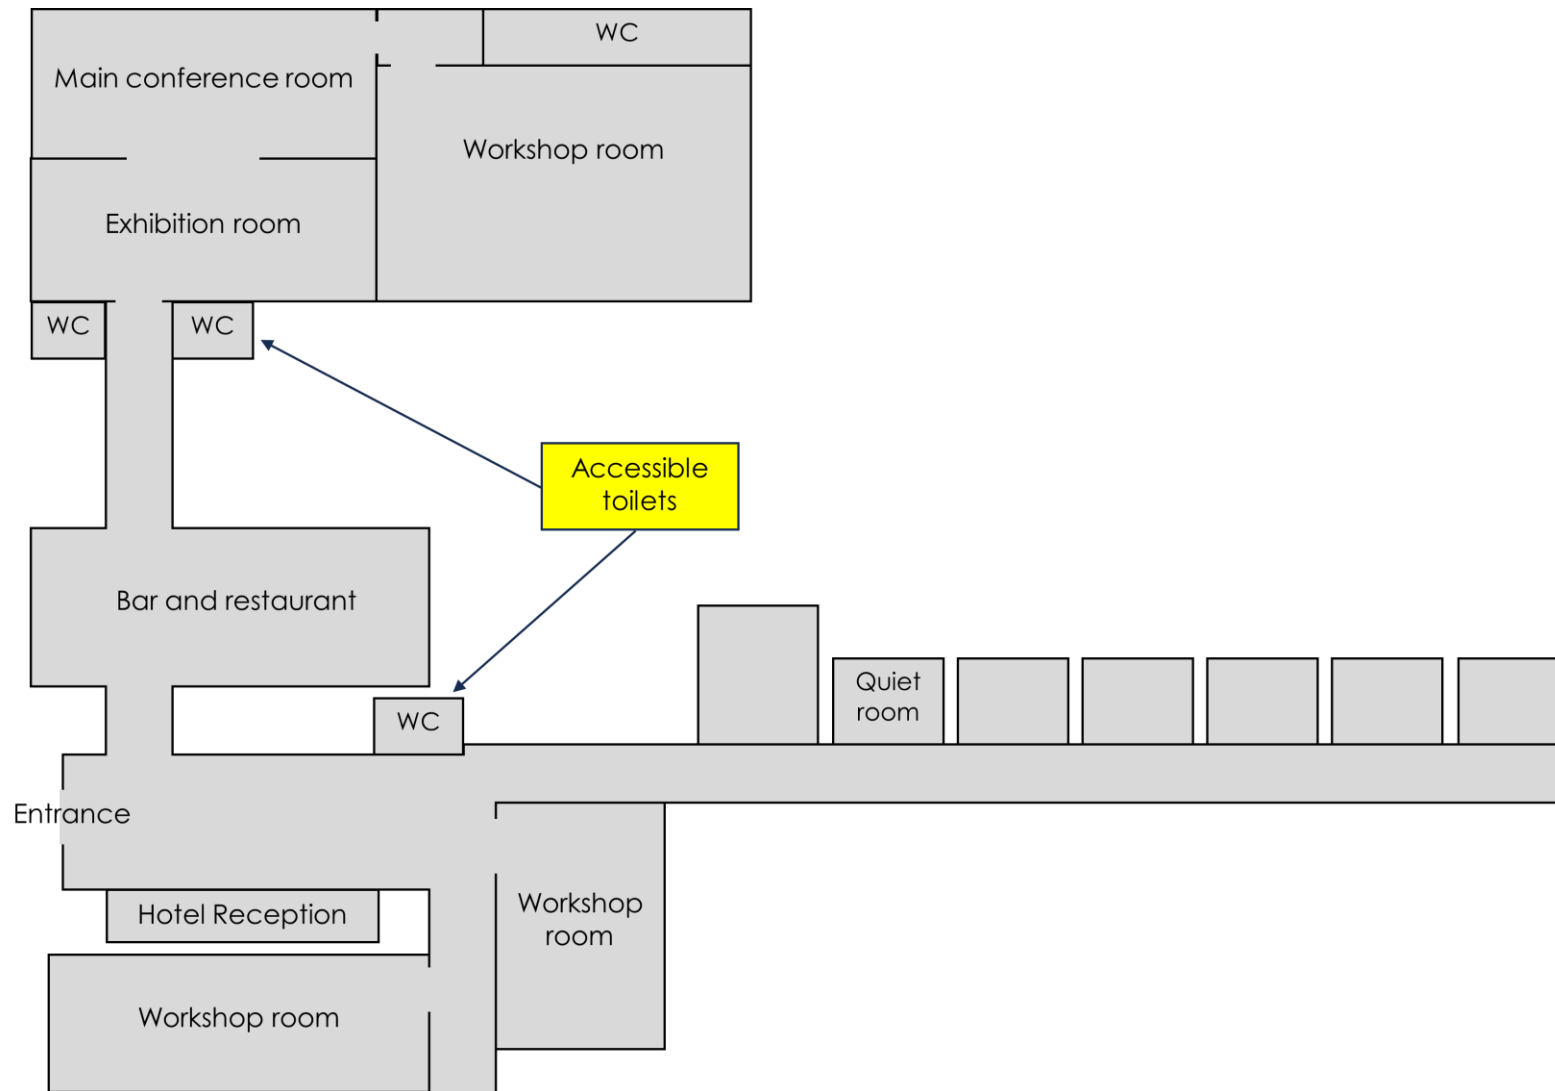 WC
Main conference room
Workshop room
Exhibition room
WC
WC
Accessible
toilets
Bar and restaurant
Quiet
room
WC
Entrance
Workshop
room
Hotel Reception
Workshop room